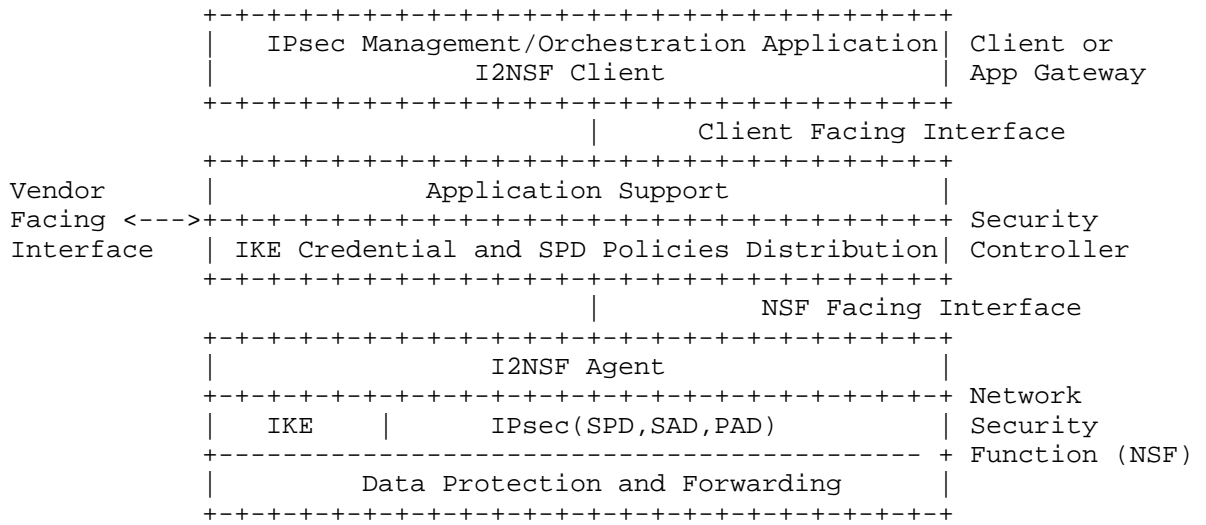 +-+-+-+-+-+-+-+-+-+-+-+-+-+-+-+-+-+-+-+
|   IPsec Management/Orchestration Application| Client or
|                 I2NSF Client                | App Gateway
+-+-+-+-+-+-+-+-+-+-+-+-+-+-+-+-+-+-+-+
|      Client Facing Interface
+-+-+-+-+-+-+-+-+-+-+-+-+-+-+-+-+-+-+-+
Vendor      |             Application Support             |
Facing <--->+-+-+-+-+-+-+-+-+-+-+-+-+-+-+-+-+-+-+-+ Security
Interface   | IKE Credential and SPD Policies Distribution| Controller
+-+-+-+-+-+-+-+-+-+-+-+-+-+-+-+-+-+-+-+
|          NSF Facing Interface
+-+-+-+-+-+-+-+-+-+-+-+-+-+-+-+-+-+-+-+
|                 I2NSF Agent                 |
+-+-+-+-+-+-+-+-+-+-+-+-+-+-+-+-+-+-+-+ Network
|   IKE    |      IPsec(SPD,SAD,PAD)          | Security
+------------------------------------------- + Function (NSF)
|         Data Protection and Forwarding      |
+-+-+-+-+-+-+-+-+-+-+-+-+-+-+-+-+-+-+-+